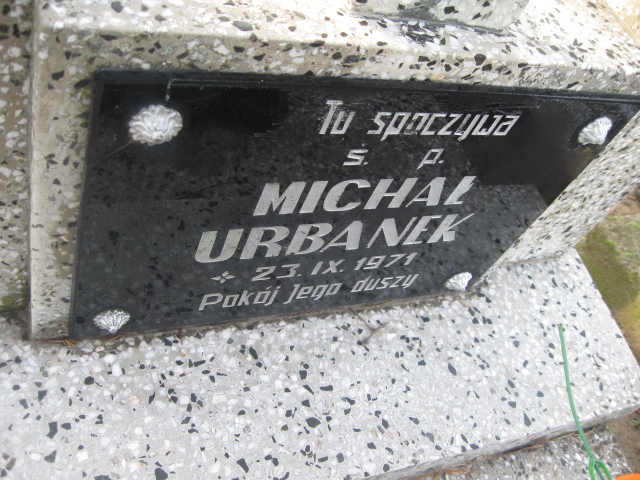 Tu spoczywa
ś. p.
MICHAŁ
URBANEK
✣ 23.IX.1971
Pokój jego duszy